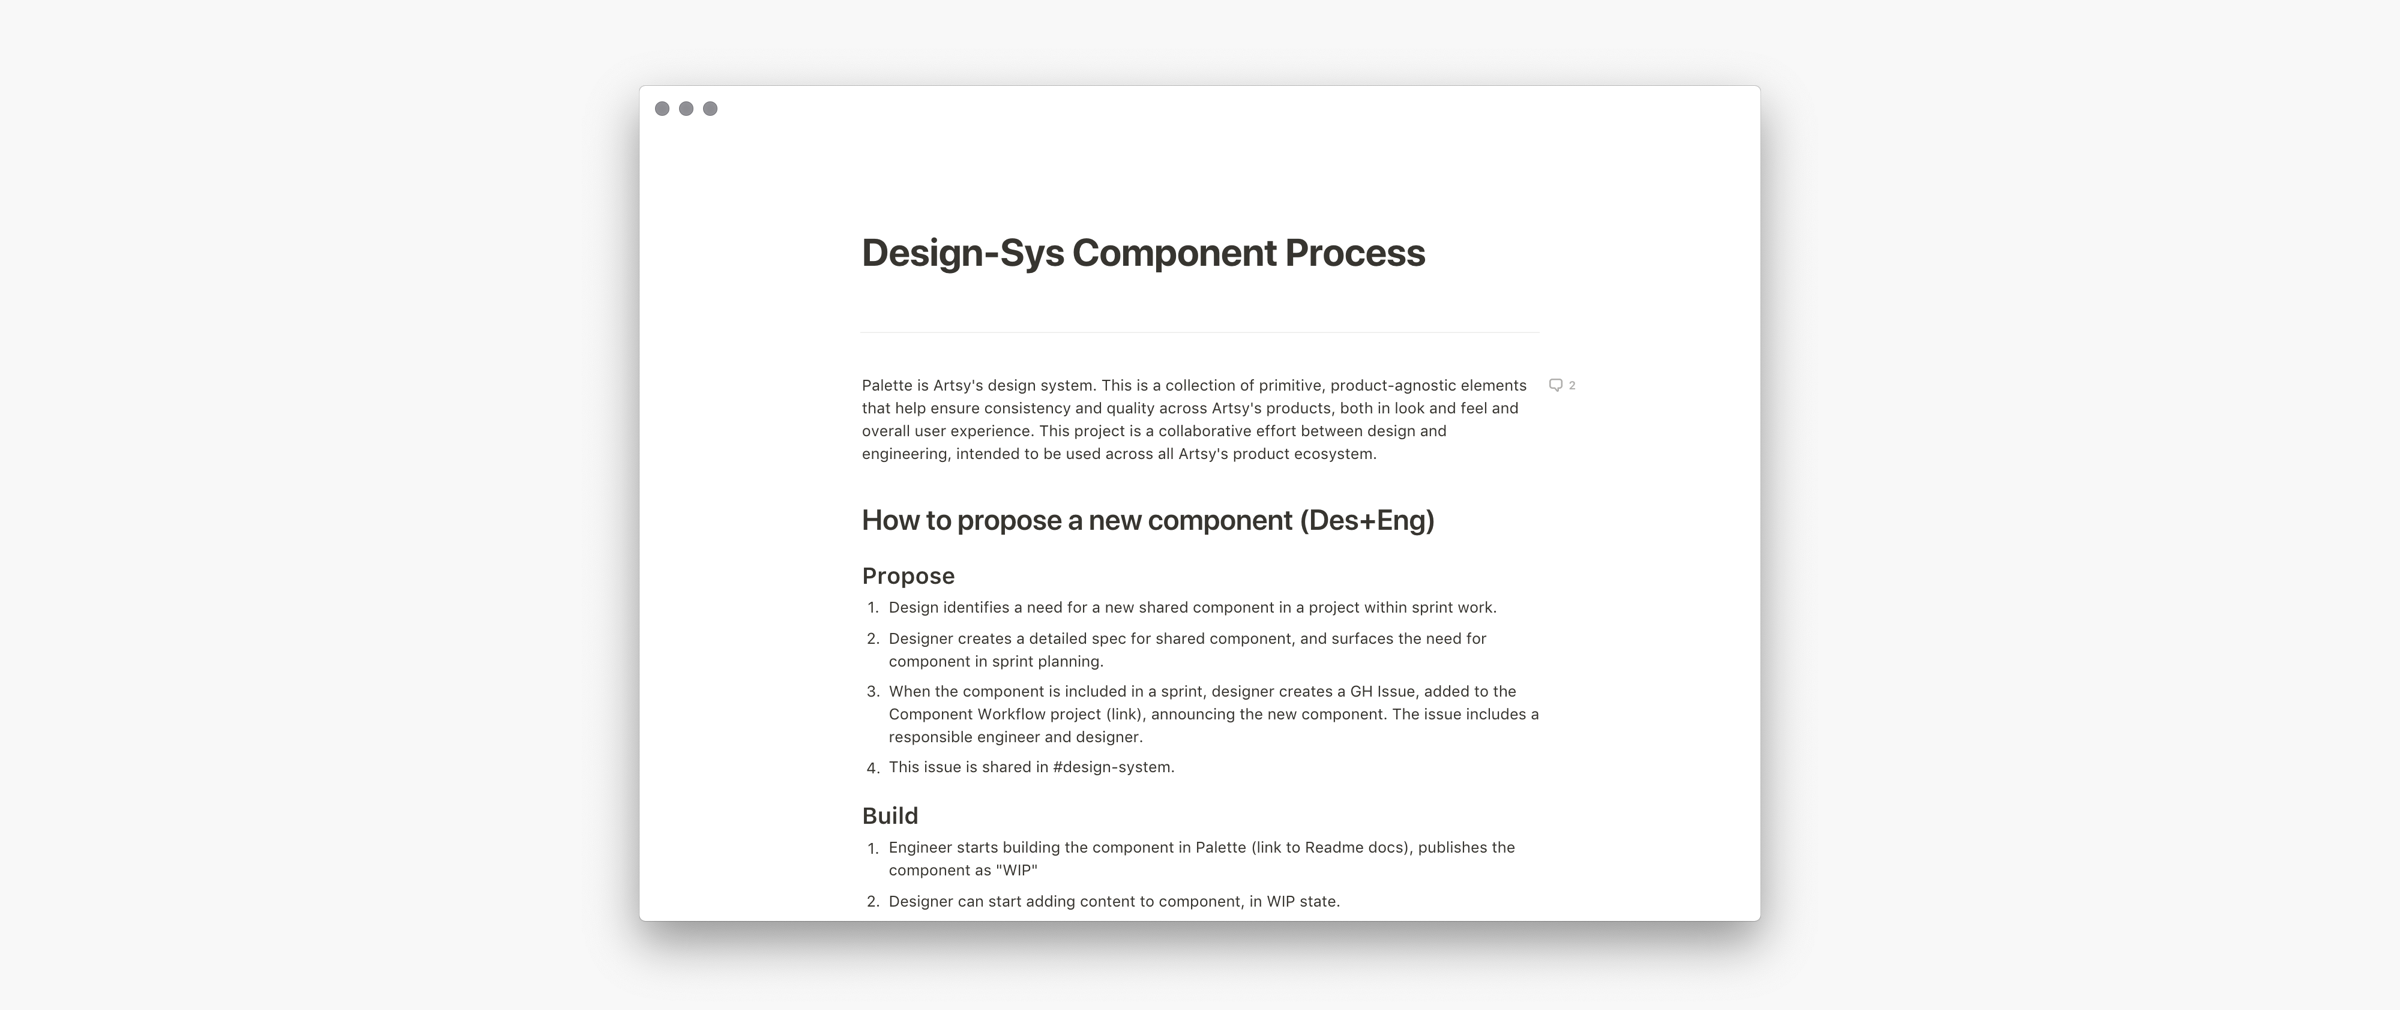 Design-Sys Component Process
Palette is Artsy's design system. This is a collection of primitive, product-agnostic elements
2
that help ensure consistency and quality across Artsy's products, both in look and feel and
overall user experience. This project is a collaborative effort between design and
engineering, intended to be used across all Artsy's product ecosystem.
How to propose a new component (Des+Eng)
Propose
1. Design identifies a need for a new shared component in a project within sprint work.
2. Designer creates a detailed spec for shared component, and surfaces the need for
component in sprint planning.
3. When the component is included in a sprint, designer creates a GH Issue, added to the
Component Workflow project (link), announcing the new component. The issue includes a
responsible engineer and designer.
4. This issue is shared in #design-system.
Build
1. Engineer starts building the component in Palette (link to Readme docs), publishes the
component as "WIP"
2. Designer can start adding content to component, in WIP state.